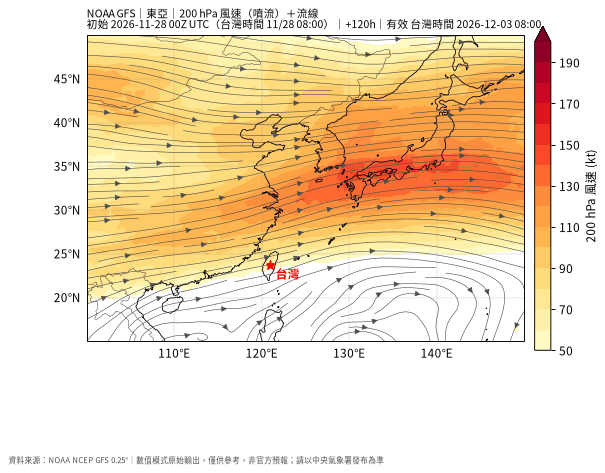 NOAA GFS｜東亞｜200 hPa 風速（噴流）＋流線
初始 2026-11-28 00Z UTC（台灣時間 11/28 08:00）｜+120h｜有效 台灣時間 2026-12-03 08:00
45°N
40°N
35°N
30°N
25°N
20°N
110°E
120°E
130°E
140°E
台灣
190
170
150
130
110
90
70
50
200 hPa 風速 (kt)
資料來源：NOAA NCEP GFS 0.25°｜數值模式原始輸出，僅供參考，非官方預報；請以中央氣象署發布為準